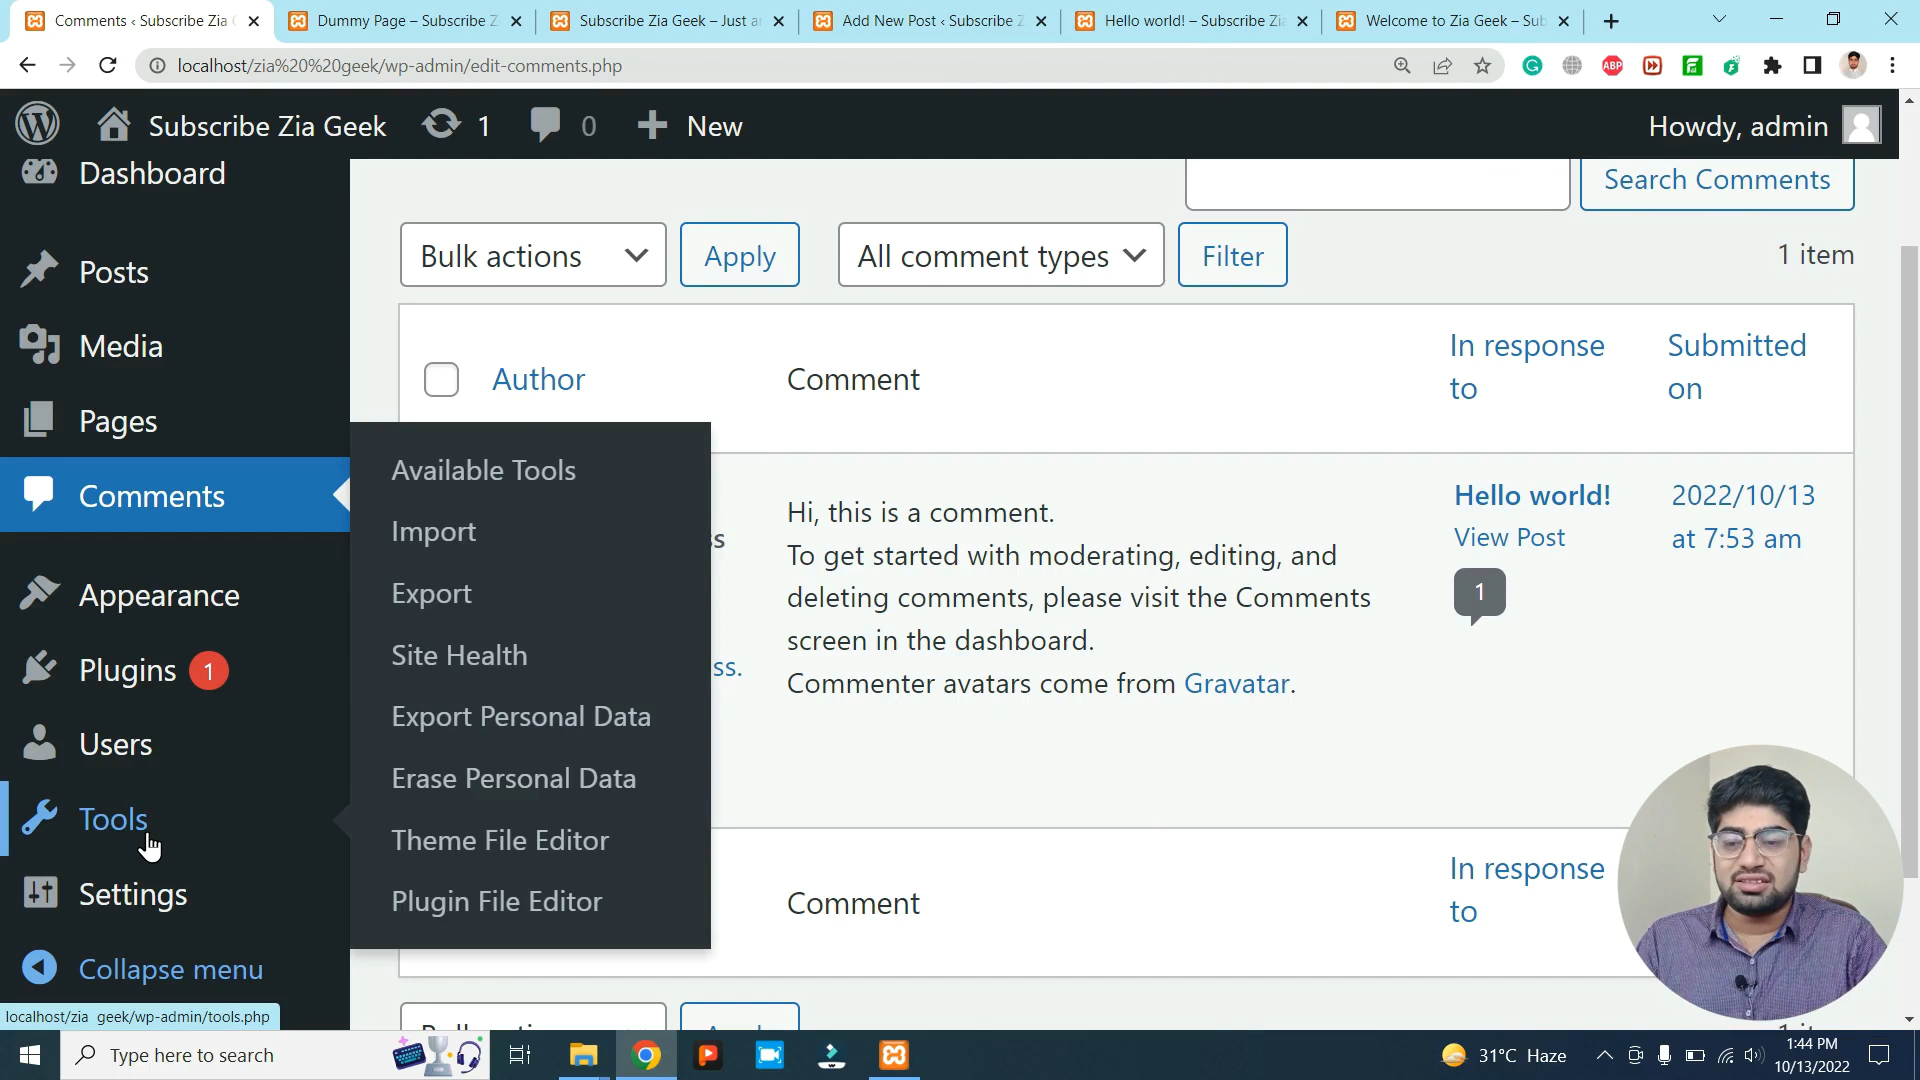 Comments ‹ Subscribe Zia G
Dummy Page – Subscribe Z
Subscribe Zia Geek – Just an
Add New Post ‹ Subscribe Z
Hello world! – Subscribe Zia
Welcome to Zia Geek – Sub
localhost/zia%20%20geek/wp-admin/edit-comments.php
ABP
Subscribe Zia Geek 1 0 New
Howdy, admin
Dashboard
Posts
Media
Pages
Comments
Appearance
Plugins 1
Users
Tools
Settings
Collapse menu
Available Tools
Import
Export
Site Health
Export Personal Data
Erase Personal Data
Theme File Editor
Plugin File Editor
Search Comments
Bulk actions Apply All comment types Filter 1 item
Author Comment In response to Submitted on
ss
ss.
Hi, this is a comment.
To get started with moderating, editing, and
deleting comments, please visit the Comments
screen in the dashboard.
Commenter avatars come from Gravatar.
Hello world!
View Post
1
2022/10/13
at 7:53 am
Comment In response
to
localhost/zia geek/wp-admin/tools.php
Type here to search
31°C Haze
1:44 PM
10/13/2022